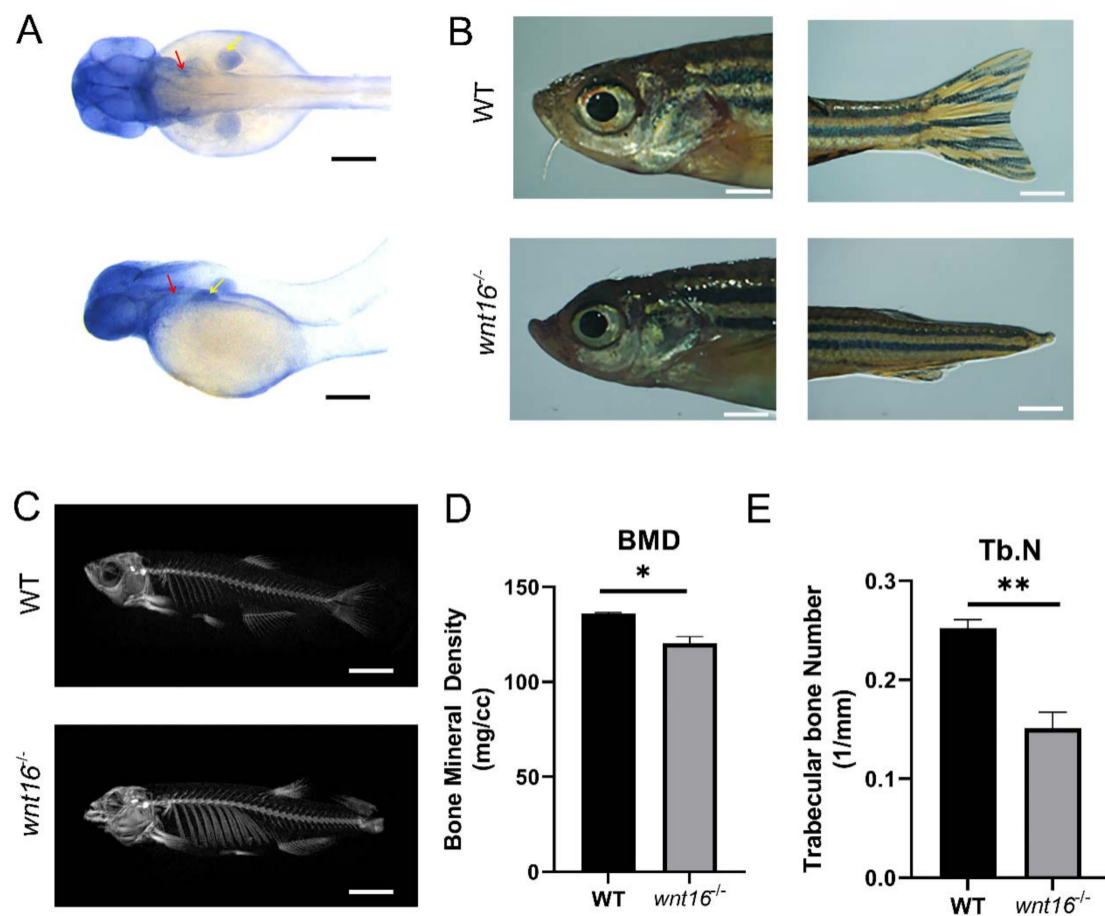 A
B
WT
wnt16-/-
C
WT
wnt16-/-
D
BMD
*
Bone Mineral Density
(mg/cc)
150
100
50
0
WT
wnt16-/-
E
Tb.N
**
Trabecular bone Number
(1/mm)
0.3
0.2
0.1
0.0
WT
wnt16-/-